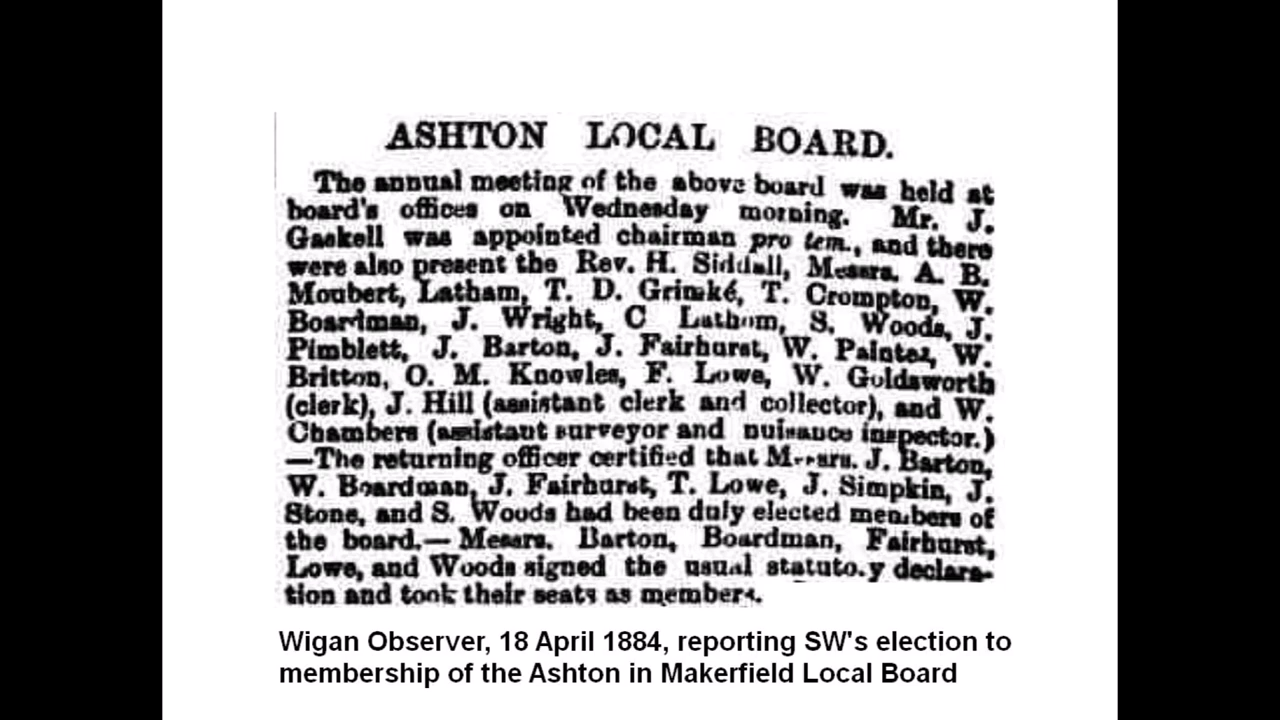 ASHTON LOCAL BOARD.
The annual meeting of the above board was held at
board's offices on Wednesday morning. Mr. J.
Gaskell was appointed chairman pro tem., and there
were also present the Rev. H. Siddall, Messrs. A. B.
Moubert, Latham, T. D. Grimké, T. Crompton, W.
Boardman, J. Wright, C Lathom, S. Woods, J.
Pimblett, J. Barton, J. Fairhurst, W. Painter, W.
Britton, O. M. Knowles, F. Lowe, W. Goldsworth
(clerk), J. Hill (assistant clerk and collector), and W.
Chambers (assistant surveyor and nuisance inspector.)
—The returning officer certified that Messrs. J. Barton,
W. Boardman, J. Fairhurst, T. Lowe, J. Simpkin, J.
Stone, and S. Woods had been duly elected members of
the board.—Messrs. Barton, Boardman, Fairhurst,
Lowe, and Woods signed the usual statutory declara-
tion and took their seats as members.
Wigan Observer, 18 April 1884, reporting SW's election to
membership of the Ashton in Makerfield Local Board